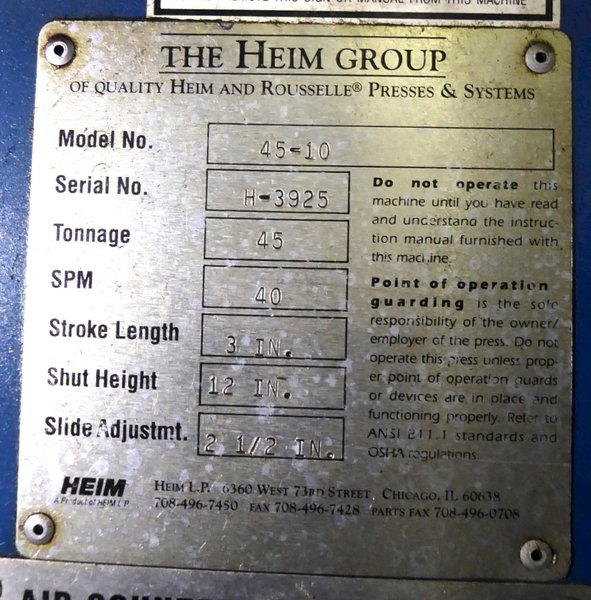 THE HEIM GROUP
OF QUALITY HEIM AND ROUSSELLE® PRESSES & SYSTEMS
Model No. 45-10
Serial No. H-3925
Tonnage 45
SPM 40
Stroke Length 3 IN.
Shut Height 12 IN.
Slide Adjustmt. 2 1/2 IN.
Do not operate this
machine until you have read
and understand the instruc-
tion manual furnished with
this machine.
Point of operation
guarding is the sole
responsibility of the owner/
employer of the press. Do not
operate this press unless prop-
er point of operation guards
or devices are in place and
functioning properly. Refer to
ANSI B11.1 standards and
OSHA regulations.
HEIM
A Product of HEIM L.P.
HEIM L.P. 6360 WEST 73RD STREET, CHICAGO, IL 60638
708-496-7450 FAX 708-496-7428 PARTS FAX 708-496-0708